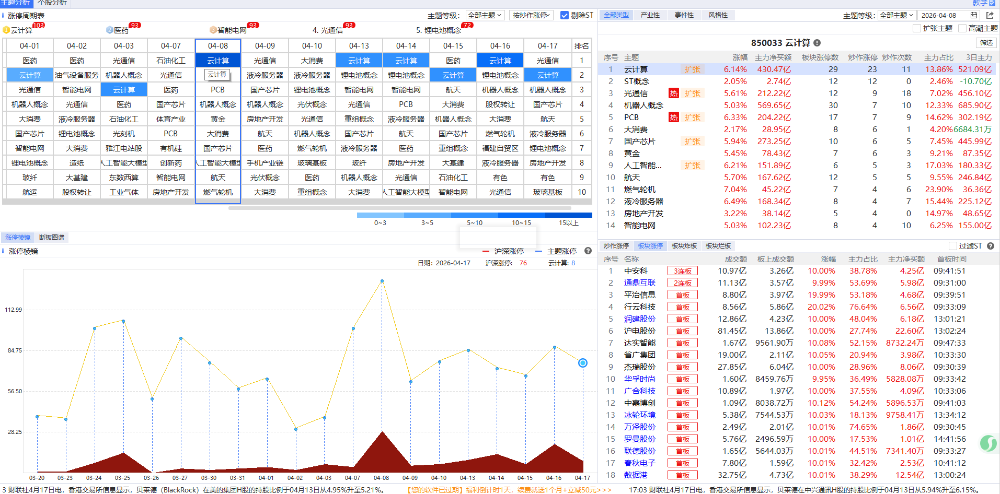 主题分析 个股分析 教学
涨停周期表 主题等级: 全部主题 按炒作涨停 剔除ST
1 云计算 103 2 医药 93 3 智能电网 93 4. 光通信 93 5. 锂电池概念 72
04-01 04-02 04-03 04-07 04-08 04-09 04-10 04-13 04-14 04-15 04-16 04-17 排名
医药 医药 光通信 石油化工 云计算 光通信 大消费 云计算 云计算 医药 云计算 光通信 1
云计算 油气设备服务 机器人概念 光通信 云计算 液冷服务器 液冷服务器 锂电池概念 锂电池概念 云计算 锂电池概念 云计算 2
光通信 智能电网 云计算 医药 PCB 国产芯片 锂电池概念 智能电网 智能电网 航天 机器人概念 机器人概念 3
机器人概念 光通信 医药 国产芯片 机器人概念 机器人概念 光伏概念 光通信 PCB 大消费 股权转让 国产芯片 4
大消费 液冷服务器 石油化工 体育产业 黄金 房地产开发 光通信 重组概念 液冷服务器 机器人概念 大消费 航天 5
国产芯片 锂电池概念 光刻机 PCB 大消费 航天 机器人概念 国产芯片 航天 国产芯片 燃气轮机 液冷服务器 6
智能电网 大消费 雅江电站股 有机硅 国产芯片 医药 燃气轮机 液冷服务器 医药 重组概念 福建自贸区 锂电池概念 7
锂电池概念 造纸 人工智能大模型 创新药 人工智能大模型 手机产业链 玻璃基板 玻纤 房地产开发 大基建 液冷服务器 房地产开发 8
玻纤 大基建 东数西算 智能电网 航天 光伏概念 医药 机器人概念 光通信 石油化工 有色 有色 9
航运 股权转让 工业气体 房地产开发 燃气轮机 大消费 重组概念 大消费 人工智能大模型 智能电网 光通信 玻璃基板 10
0~3 3~5 5~10 10~15 15以上
涨停棱镜 断板图谱
涨停棱镜 沪深涨停 主题涨停 ?
日期: 2026-04-17 沪深涨停: 76 云计算: 8
112.99
84.75
56.50
28.25
03-20 03-23 03-24 03-25 03-26 03-27 03-30 03-31 04-01 04-02 04-03 04-07 04-08 04-09 04-10 04-13 04-14 04-15 04-16 04-17
全部类型 产业性 事件性 风格性 主题等级: 全部主题 2026-04-08
扩张主题 高潮主题
850033 云计算 筛选
序号 主题 涨幅 主力净买额 板块涨停数 炒作涨停 炒作次数 主力占比 3日主力
1 云计算 扩张 6.14% 430.47亿 29 23 11 13.86% 521.09亿
2 ST概念 2.05% 2.74亿 12 12 0 2.46% -10.70亿
3 光通信 热 扩张 5.61% 212.22亿 12 9 18 7.02% 456.10亿
4 机器人概念 5.03% 569.65亿 30 7 10 12.33% 685.90亿
5 PCB 热 扩张 6.33% 204.22亿 17 7 9 14.62% 302.19亿
6 大消费 2.17% 28.95亿 8 6 1 4.20% 6684.31万
7 国产芯片 扩张 5.94% 273.25亿 10 6 5 7.45% 445.99亿
8 黄金 5.45% 78.43亿 7 6 3 9.21% 87.35亿
9 人工智能... 扩张 6.21% 151.89亿 6 5 3 17.03% 180.33亿
10 航天 5.70% 167.62亿 12 5 5 9.55% 246.84亿
11 燃气轮机 7.04% 45.22亿 7 4 6 23.90% 36.36亿
12 液冷服务器 6.49% 168.34亿 8 4 7 15.44% 225.12亿
13 房地产开发 3.22% 38.14亿 5 4 0 14.97% 48.65亿
14 智能电网 5.03% 102.23亿 8 4 10 6.25% 155.00亿
炒作涨停 板块涨停 板块炸板 板块烂板 过滤ST ?
序号 名称 成交额 板上成交额 涨幅 主力占比 主力净买额 首板时间
1 中安科 3连板 10.97亿 3.26亿 10.00% 38.78% 4.25亿 09:41:51
2 通鼎互联 2连板 11.13亿 3.57亿 9.99% 53.69% 5.98亿 09:31:00
3 平治信息 首板 8.80亿 3.97亿 19.99% 53.18% 4.68亿 09:39:51
4 行云科技 首板 8.56亿 5.86亿 20.02% 76.64% 6.56亿 09:33:09
5 润建股份 首板 12.86亿 4.23亿 10.00% 48.04% 6.18亿 13:01:21
6 沪电股份 首板 81.45亿 13.86亿 10.00% 27.74% 22.60亿 13:02:24
7 达实智能 首板 1.67亿 9561.90万 10.08% 52.15% 8732.24万 09:47:33
8 省广集团 首板 19.00亿 2.11亿 10.05% 20.94% 3.98亿 10:33:30
9 杰瑞股份 首板 27.85亿 6.04亿 10.00% 28.96% 8.06亿 09:30:39
10 华孚时尚 首板 1.60亿 8459.76万 9.95% 36.49% 5828.08万 09:33:42
11 广合科技 首板 10.89亿 1.97亿 10.00% 37.55% 4.09亿 10:33:06
12 中嘉博创 首板 1.09亿 8038.72万 10.12% 54.24% 5896.53万 09:41:03
13 冰轮环境 首板 5.38亿 7544.53万 10.03% 18.13% 9758.41万 13:34:12
14 万泽股份 首板 2.49亿 2.01亿 10.01% 74.65% 1.86亿 09:30:45
15 罗曼股份 首板 5.76亿 2496.59万 10.00% 17.53% 1.01亿 14:41:56
16 联德股份 首板 1.65亿 5644.03万 10.01% 44.51% 7341.40万 09:33:27
17 春秋电子 首板 7.80亿 1.59亿 10.01% 32.42% 2.53亿 10:41:12
18 数据港 首板 32.75亿 4.73亿 10.01% 38.29% 12.54亿 13:00:24
3 财联社4月17日电，香港交易所信息显示，贝莱德（BlackRock）在美的集团H股的持股比例于04月13日从4.95%升至5.21%。 【您的软件已过期】福利倒计时1天，续费就送1个月+立减50元>>> 17:03 财联社4月17日电，香港交易所信息显示，贝莱德在中兴通讯H股的持股比例于04月13日从5.94%升至6.15%。